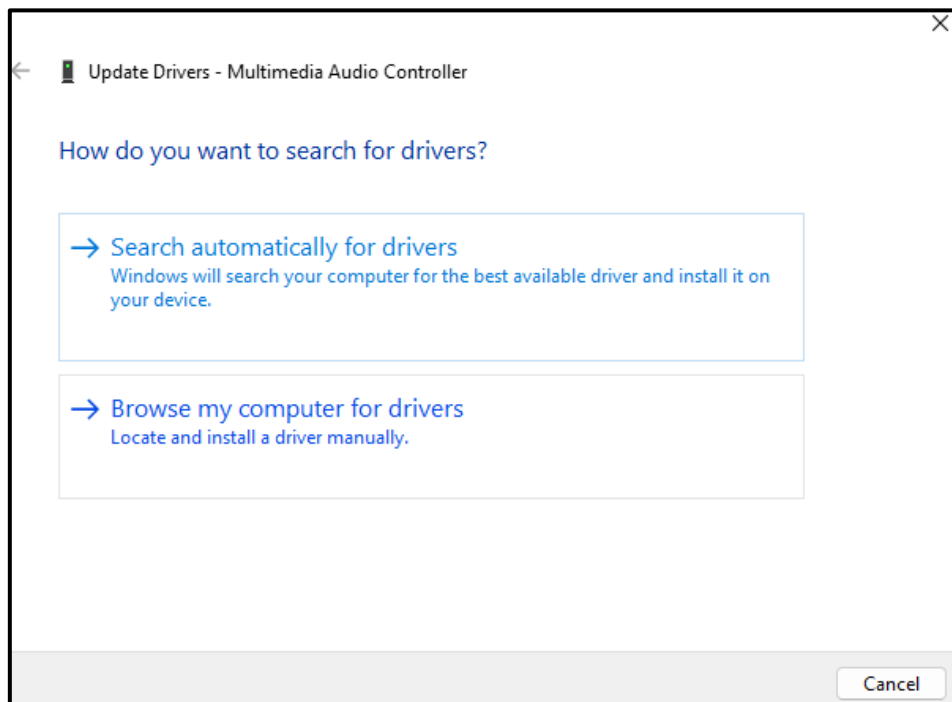 Update Drivers - Multimedia Audio Controller
How do you want to search for drivers?
Search automatically for drivers
Windows will search your computer for the best available driver and install it on
your device.
Browse my computer for drivers
Locate and install a driver manually.
Cancel